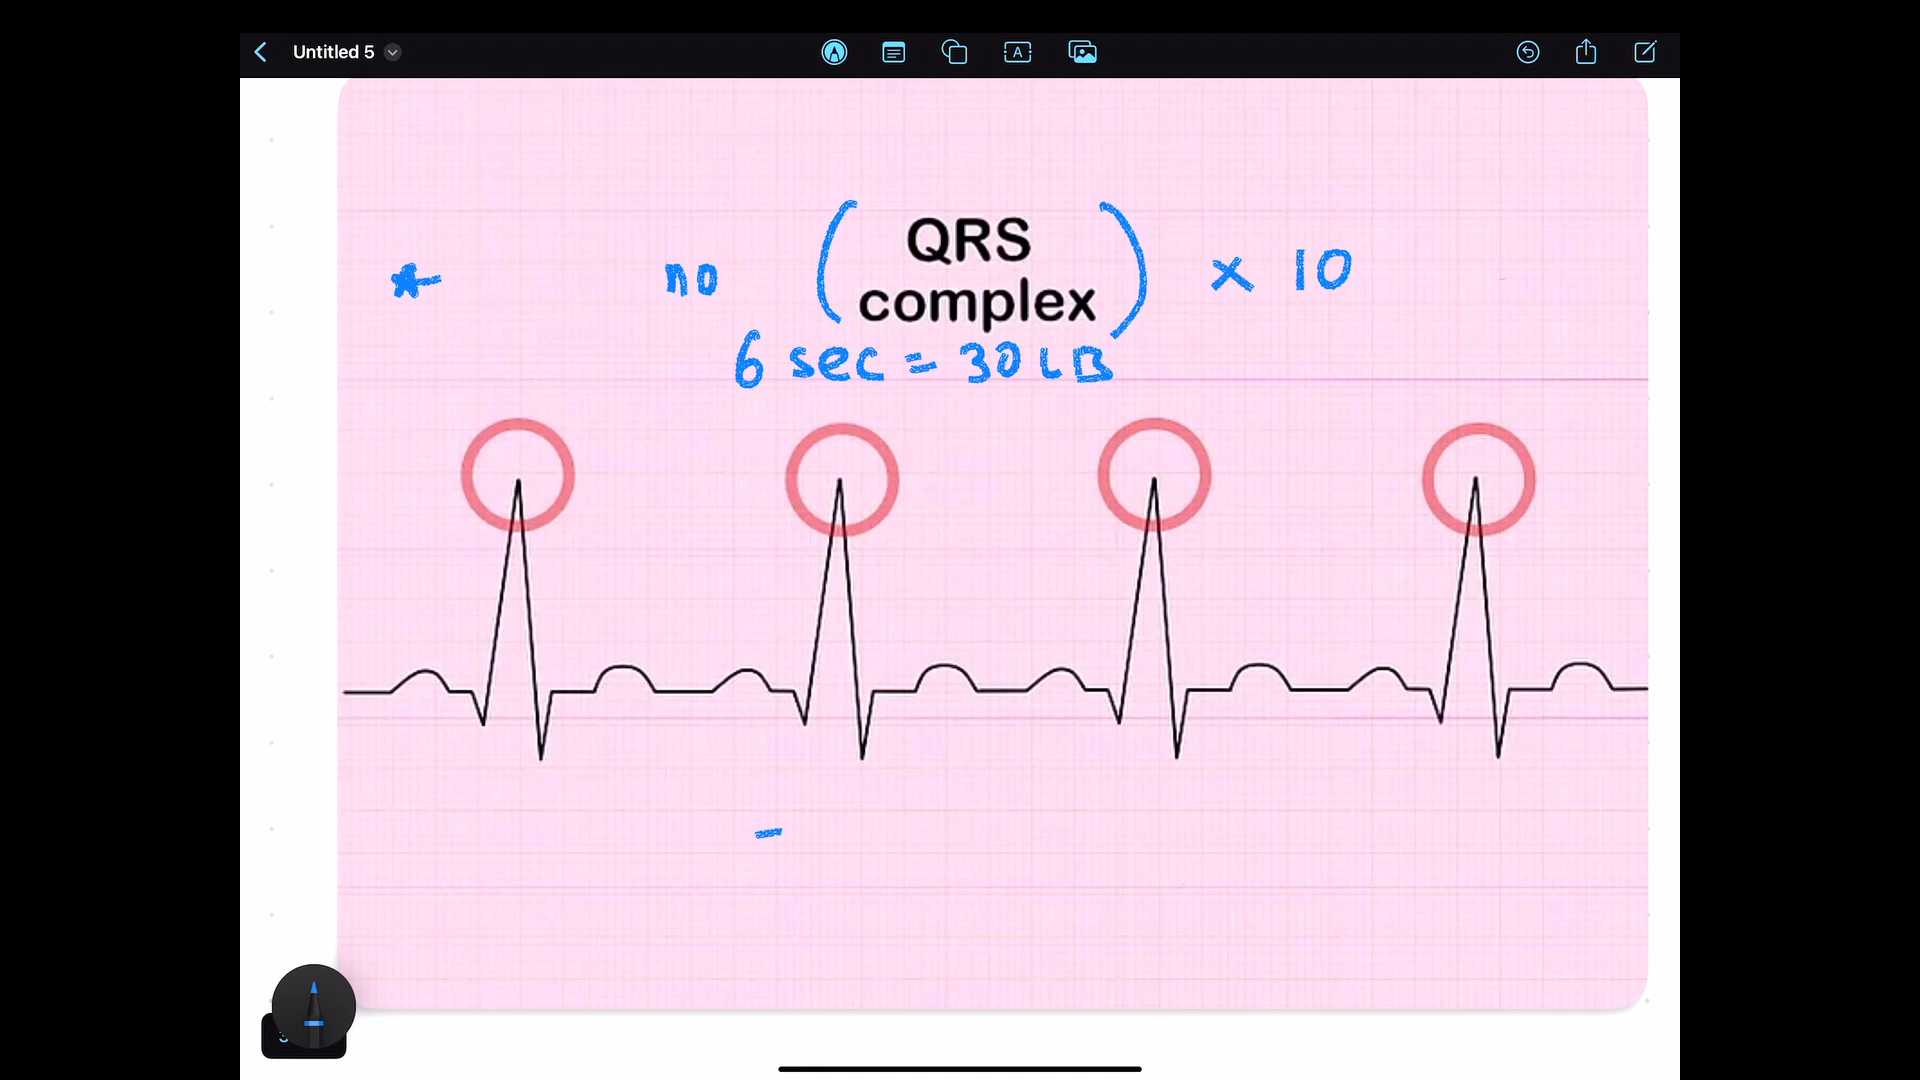 Untitled 5
QRS
no ( complex ) × 10
6 sec = 30 LB